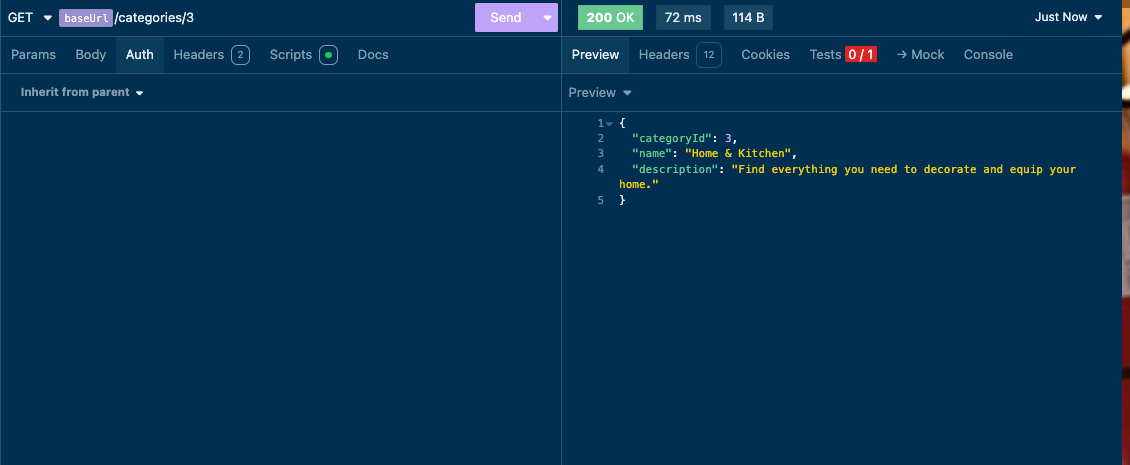 GET baseUrl/categories/3 Send 200 OK 72 ms 114 B Just Now
Params Body Auth Headers 2 Scripts Docs Preview Headers 12 Cookies Tests 0 / 1 → Mock Console
Inherit from parent Preview
1 {
2 "categoryId": 3,
3 "name": "Home & Kitchen",
4 "description": "Find everything you need to decorate and equip your
home."
5 }